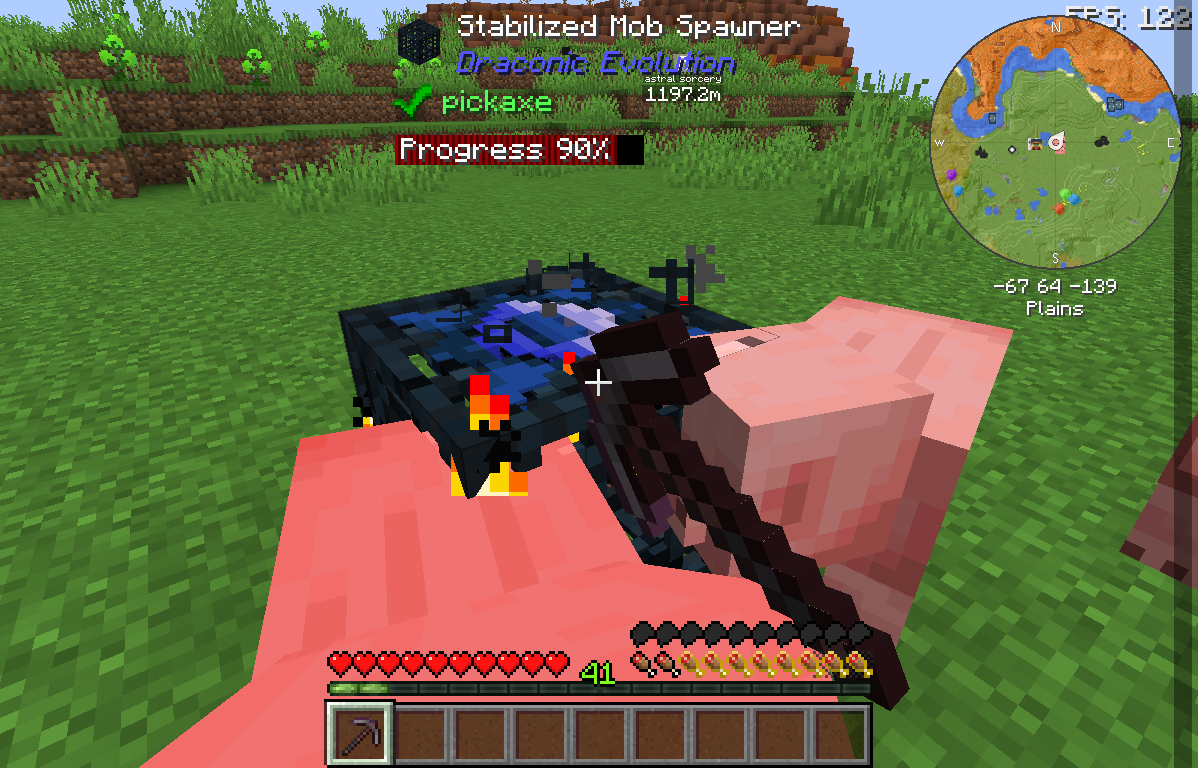 Stabilized Mob Spawner
FPS: 122
Draconic Evolution
astral sorcery
1197.2m
pickaxe
Progress 90%
N
W
E
S
-67 64 -139
Plains
41